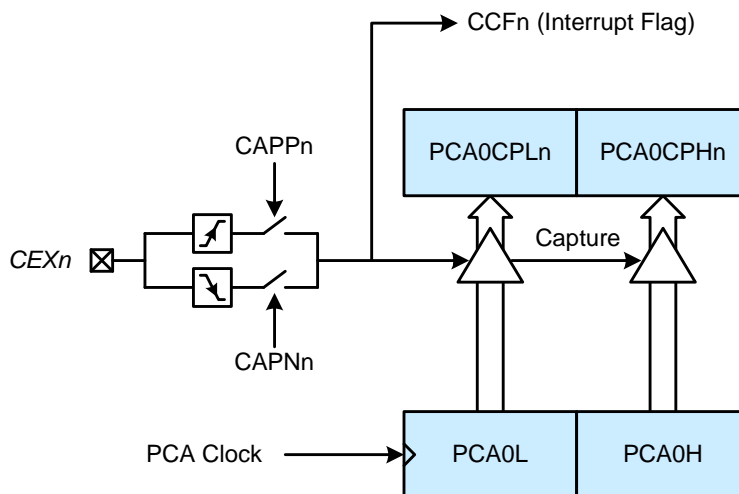 CCFn (Interrupt Flag)
PCA0CPLn
PCA0CPHn
CAPPn
Capture
CEXn
CAPNn
PCA Clock
PCA0L
PCA0H